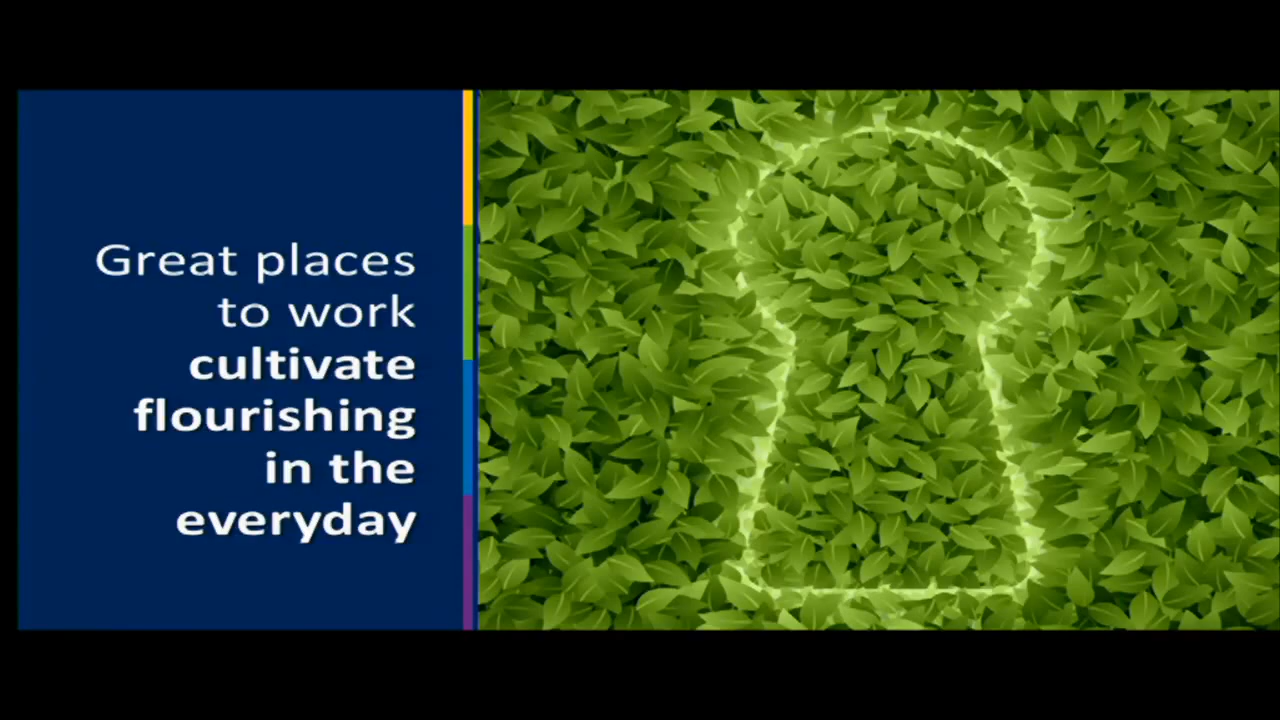 Great places
to work
cultivate
flourishing
in the
everyday